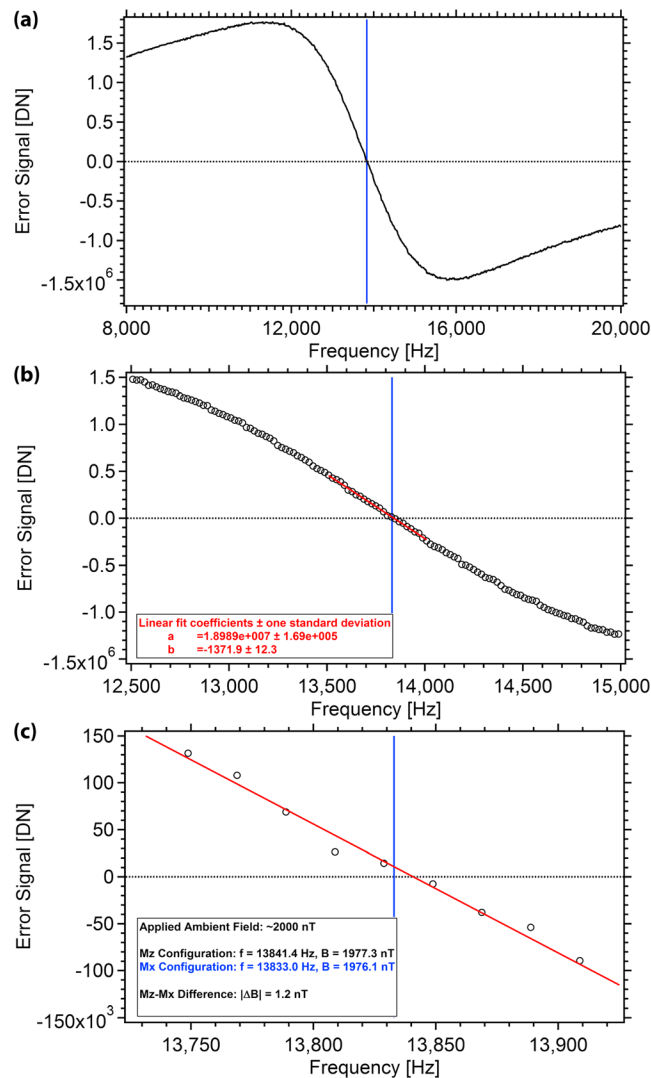 (a)
1.5
1.0
0.5
0.0
-0.5
-1.0
-1.5x10⁶
Error Signal [DN]
8,000 12,000 16,000 20,000
Frequency [Hz]
(b)
1.5
1.0
0.5
0.0
-0.5
-1.0
-1.5x10⁶
Error Signal [DN]
Linear fit coefficients ± one standard deviation
a =1.8989e+007 ± 1.69e+005
b =-1371.9 ± 12.3
12,500 13,000 13,500 14,000 14,500 15,000
Frequency [Hz]
(c)
150
100
50
0
-50
-100
-150x10³
Error Signal [DN]
Applied Ambient Field: ~2000 nT
Mz Configuration: f = 13841.4 Hz, B = 1977.3 nT
Mx Configuration: f = 13833.0 Hz, B = 1976.1 nT
Mz-Mx Difference: |ΔB| = 1.2 nT
13,750 13,800 13,850 13,900
Frequency [Hz]